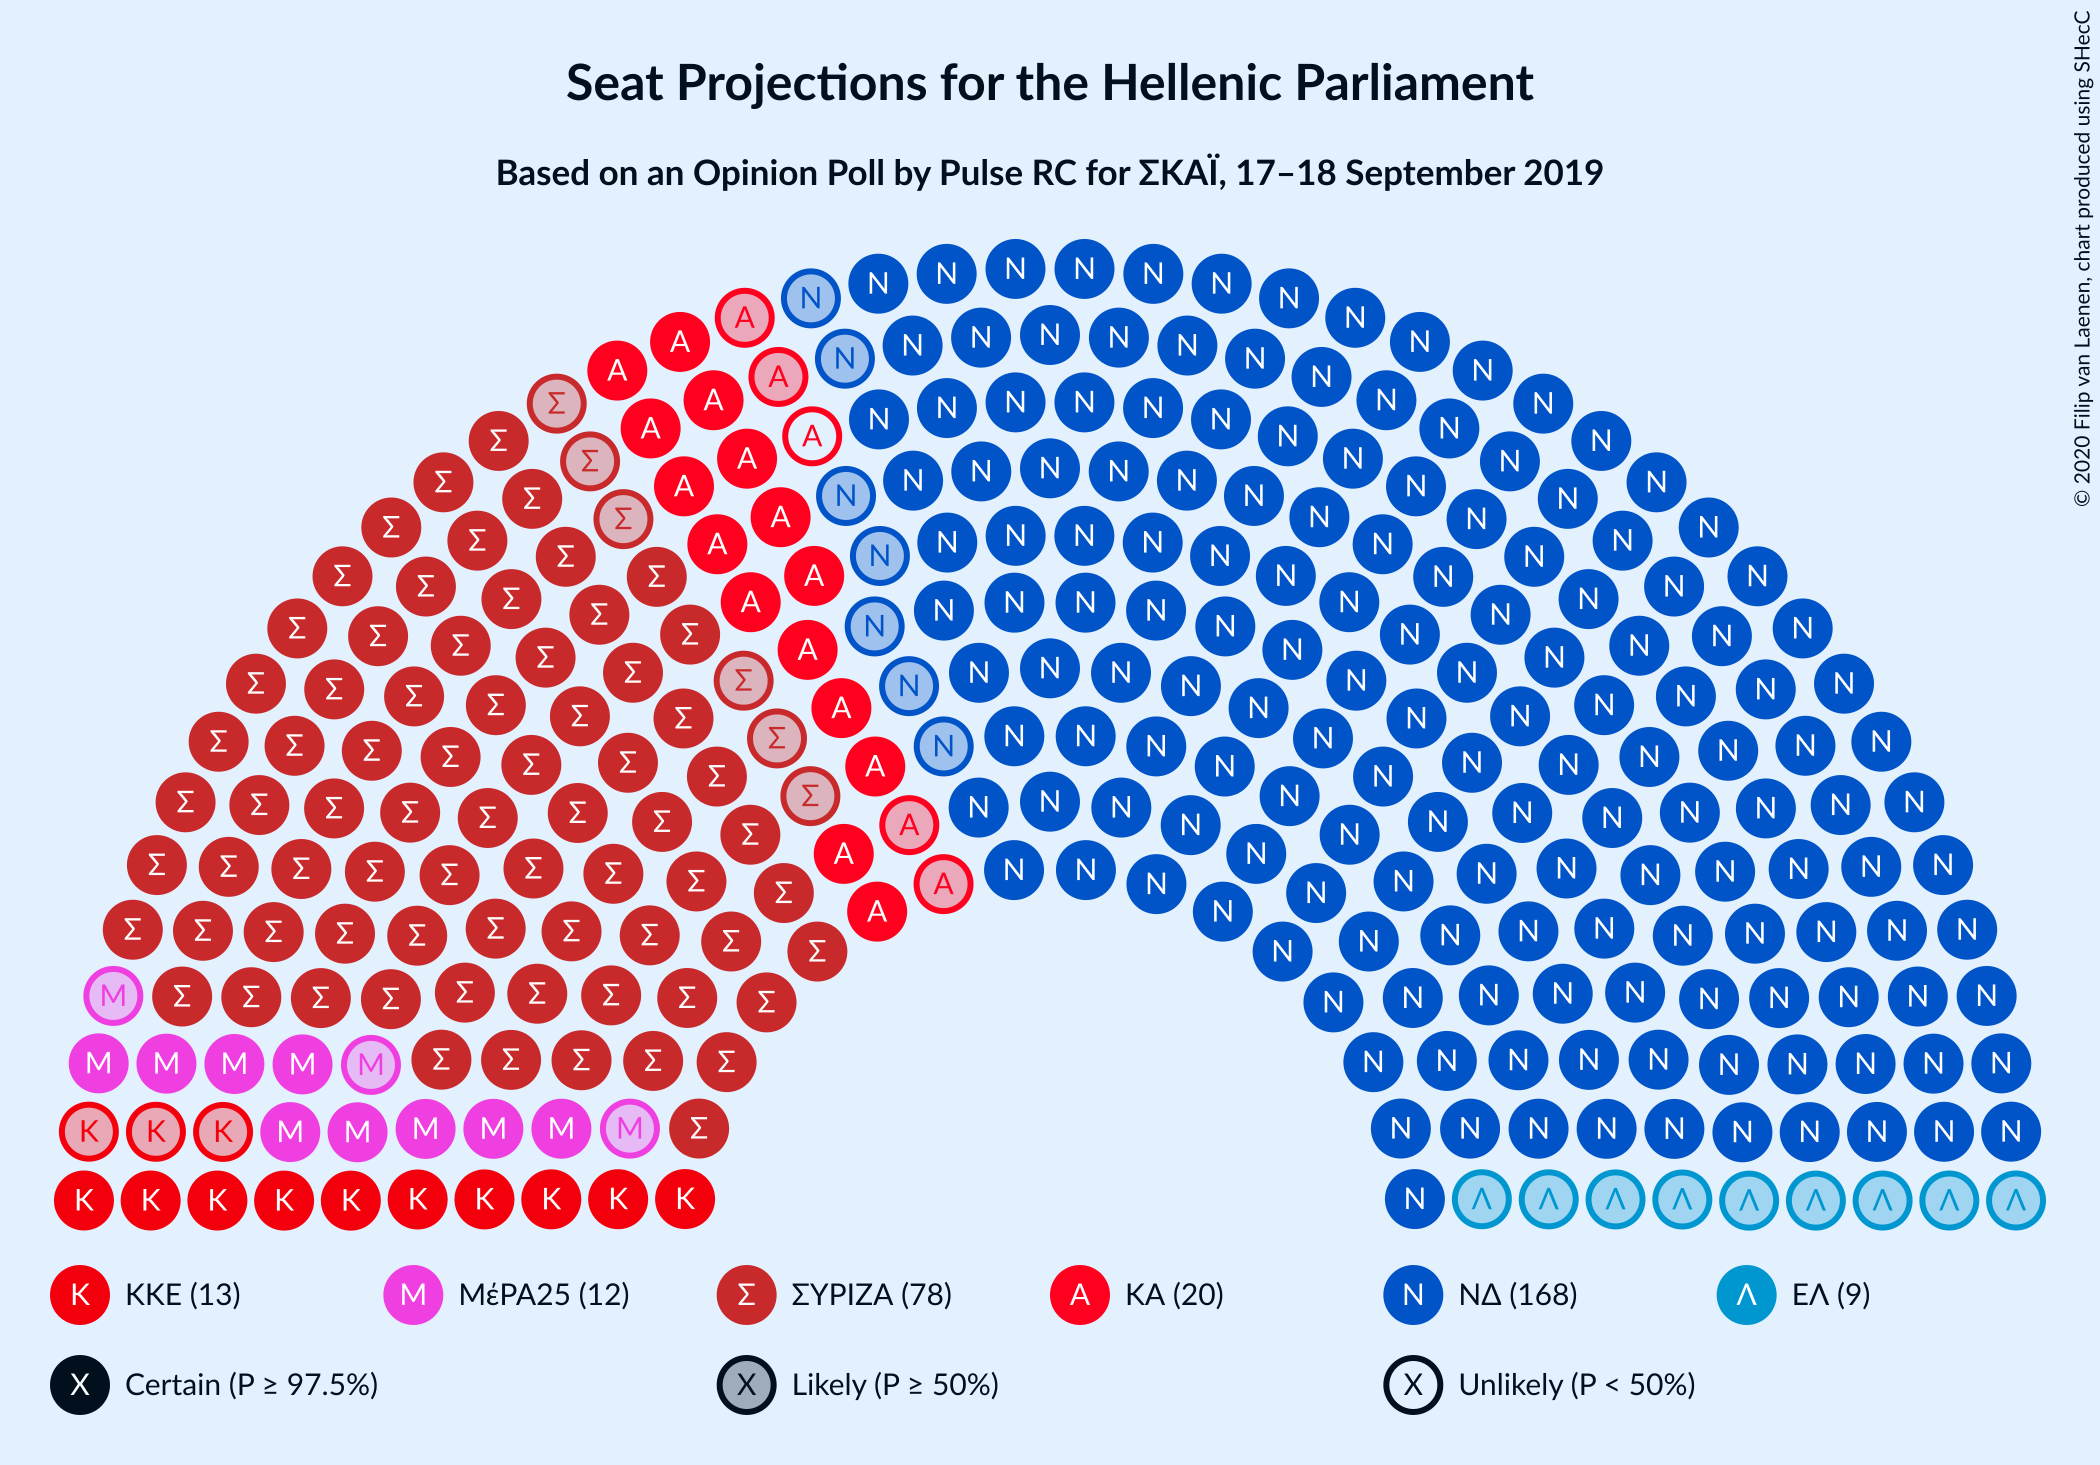 Seat Projections for the Hellenic Parliament
Based on an Opinion Poll by Pulse RC for ΣΚΑΪ, 17–18 September 2019
© 2020 Filip van Laenen, chart produced using SHecC
K ΚΚΕ (13) M ΜέΡΑ25 (12) Σ ΣΥΡΙΖΑ (78) A ΚΑ (20) N ΝΔ (168) Λ ΕΛ (9)
X Certain (P ≥ 97.5%) X Likely (P ≥ 50%) X Unlikely (P < 50%)